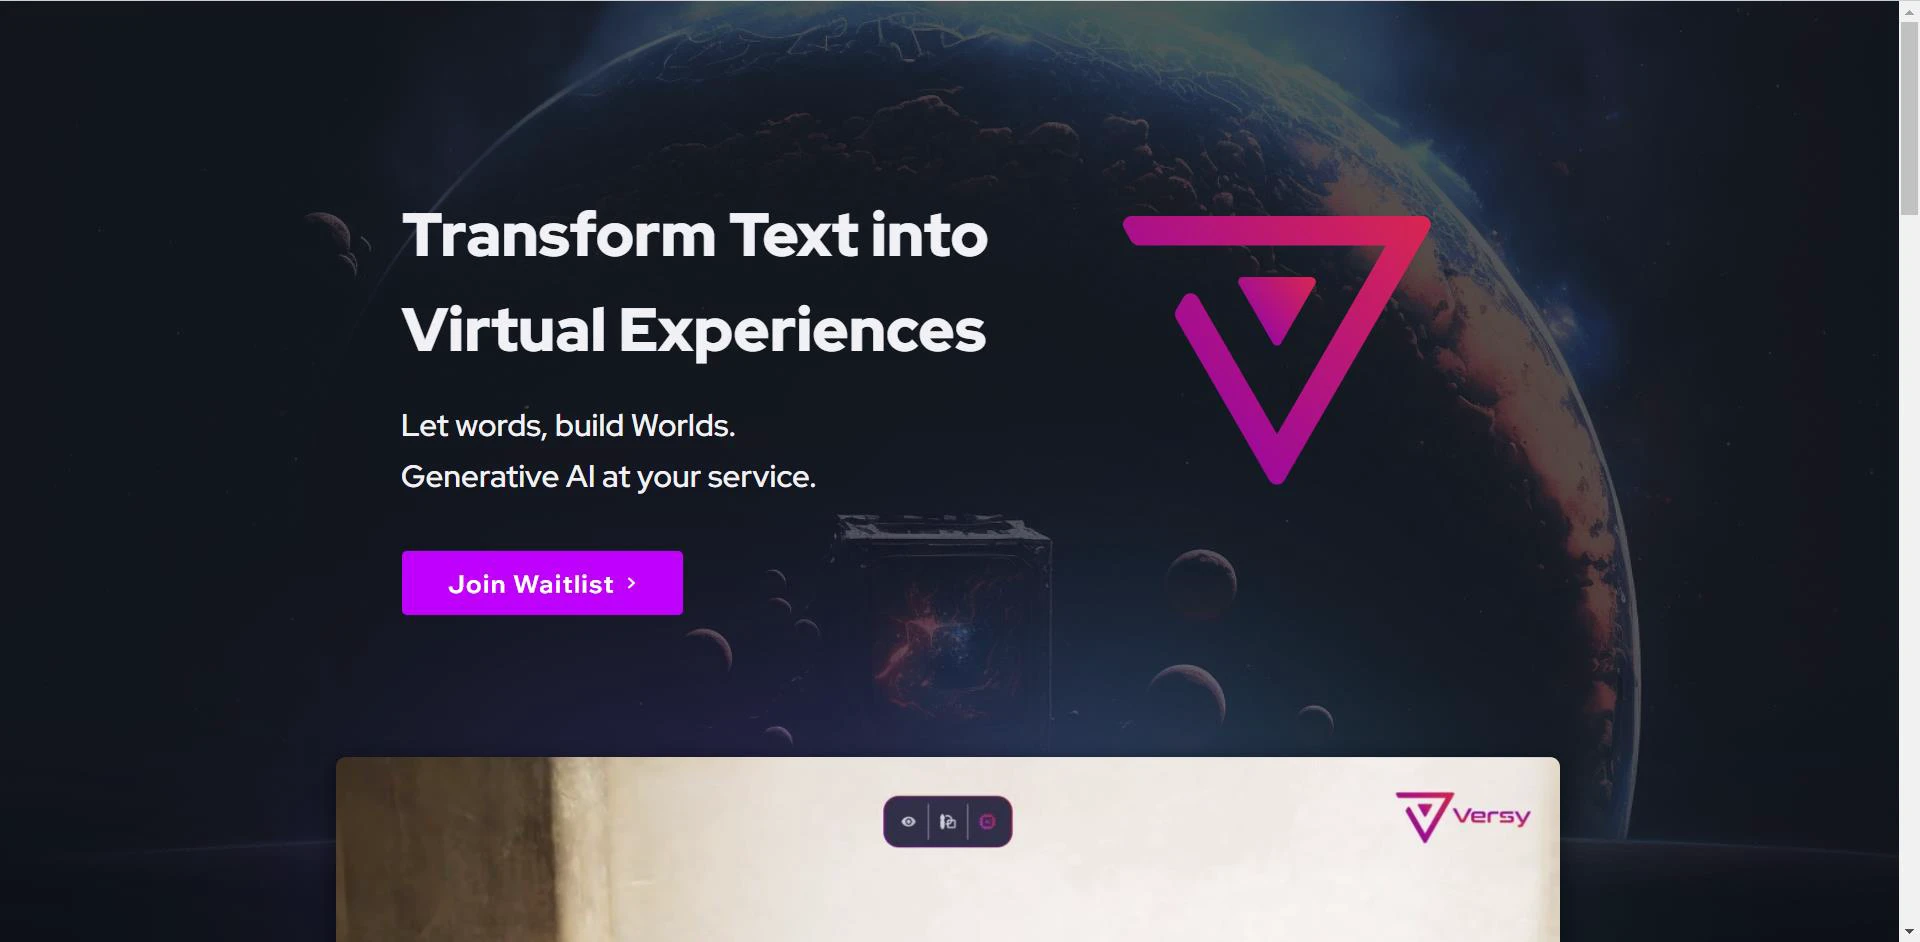 Transform Text into
Virtual Experiences
Let words, build Worlds.
Generative AI at your service.
Join Waitlist >
Versy